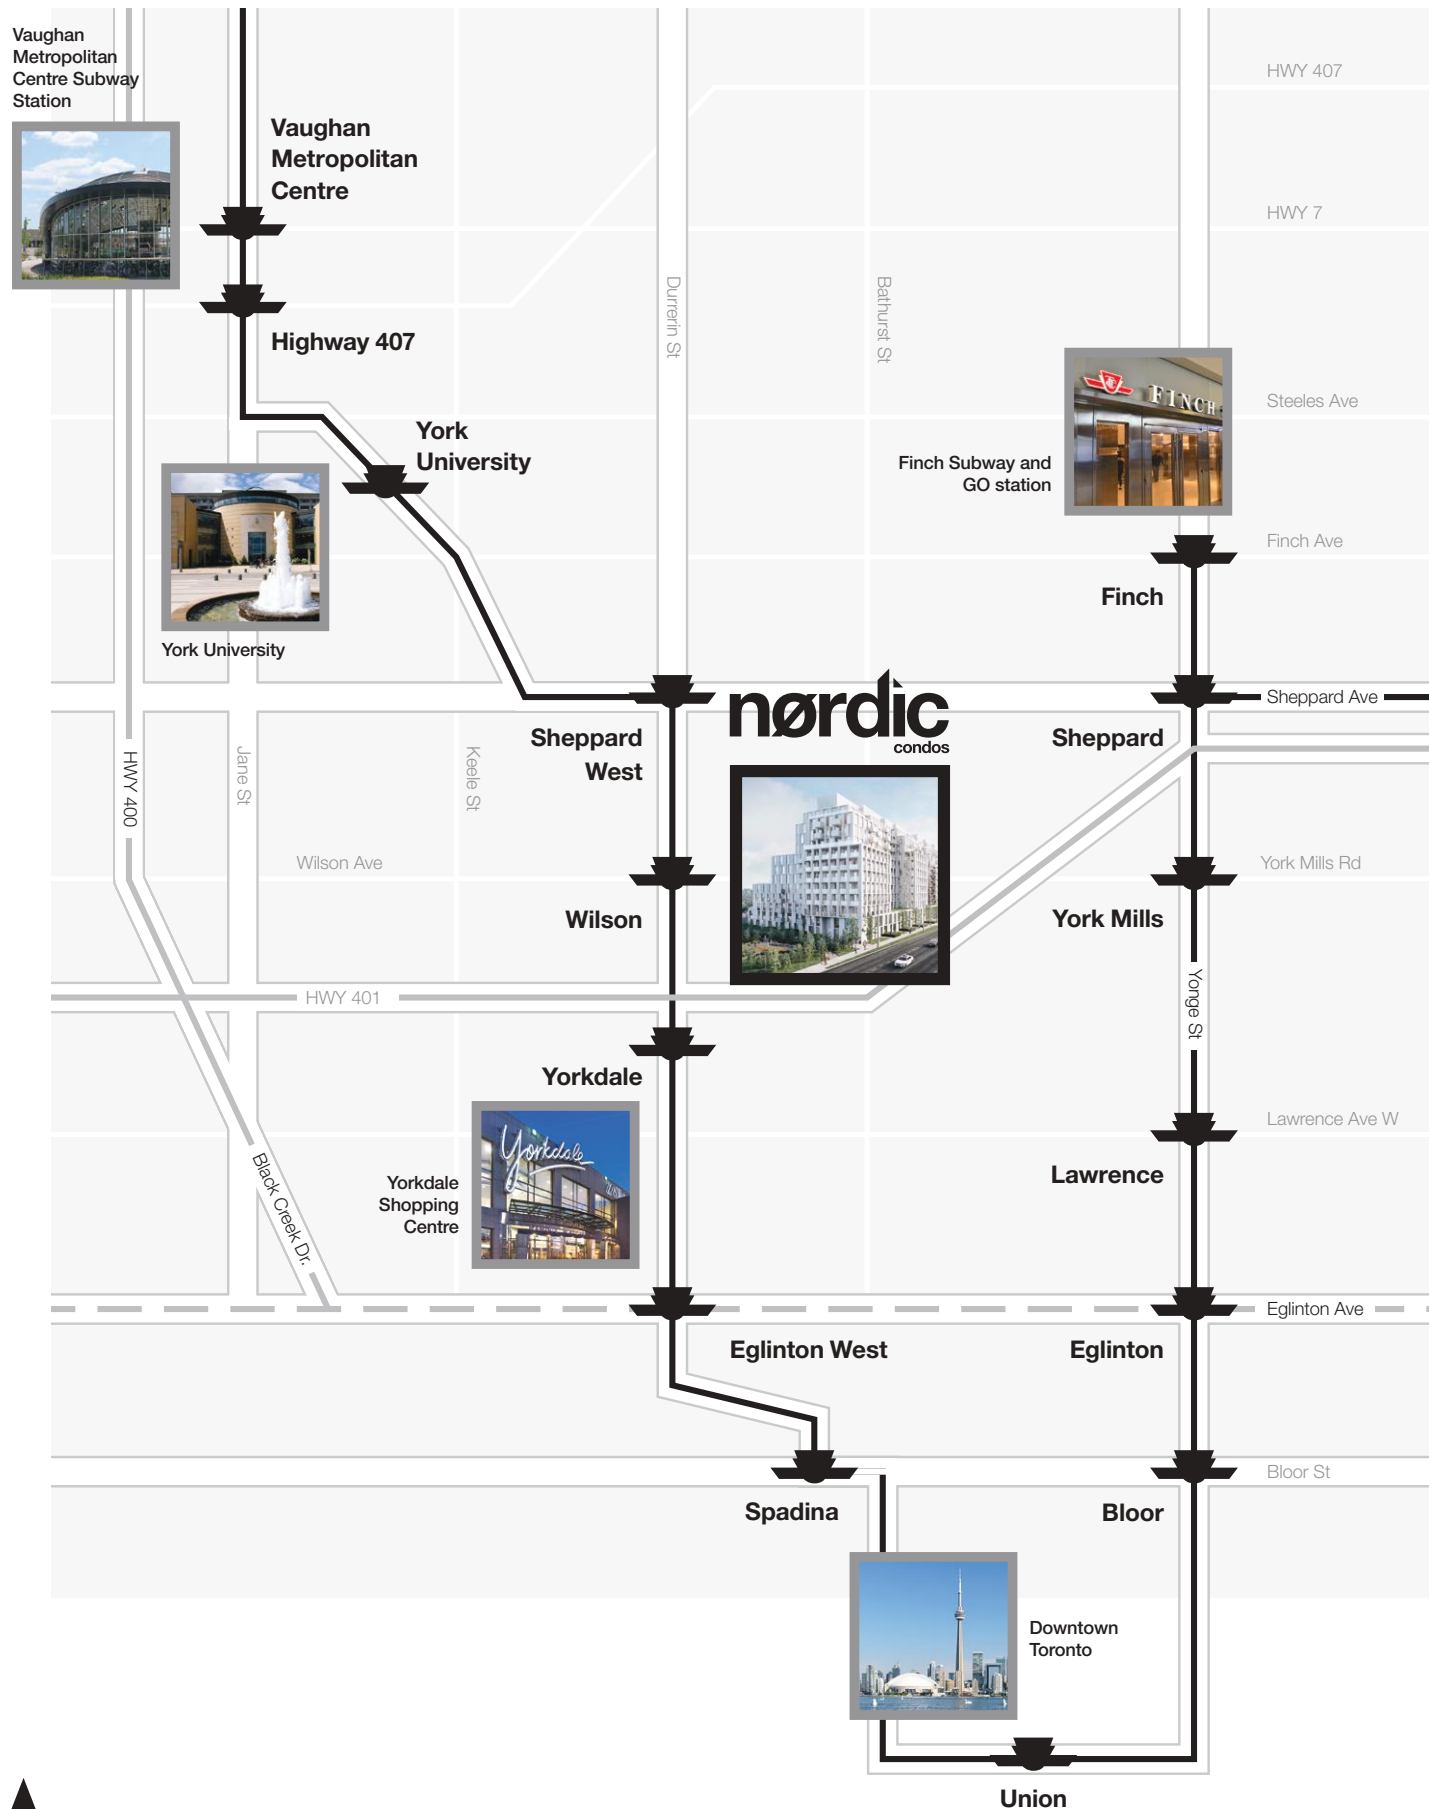 Vaughan
Metropolitan
Centre Subway
Station
HWY 407
Vaughan
Metropolitan
Centre
HWY 7
Highway 407
Durrerin St
Bathurst St
FINCH
Steeles Ave
Finch Subway and
GO station
York
University
York University
Finch Ave
Finch
nørdic
condos
Sheppard Ave
Sheppard
West
Sheppard
HWY 400
Jane St
Keele St
Wilson Ave
York Mills Rd
Wilson
York Mills
HWY 401
Yonge St
Yorkdale
Yorkdale
Lawrence Ave W
Lawrence
Black Creek Dr.
Yorkdale
Shopping
Centre
Eglinton Ave
Eglinton West
Eglinton
Bloor St
Spadina
Bloor
Downtown
Toronto
Union